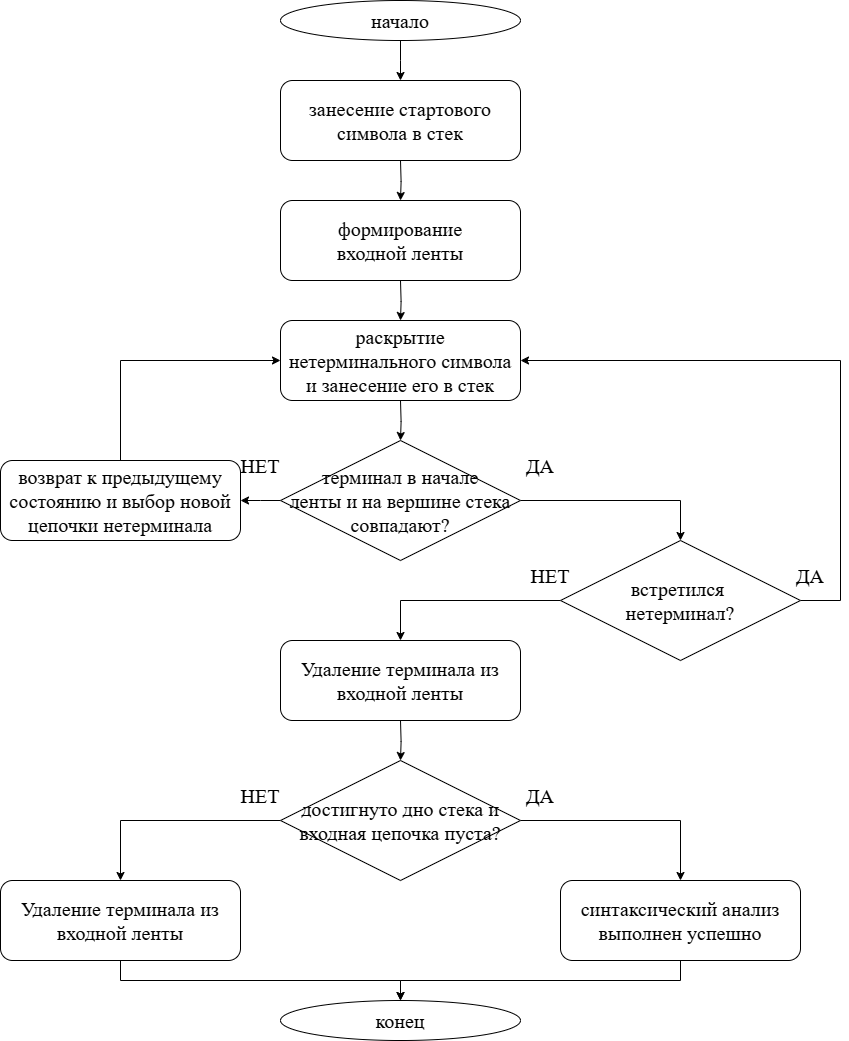 начало
занесение стартового
символа в стек
формирование
входной ленты
раскрытие
нетерминального символа
и занесение его в стек
возврат к предыдущему
состоянию и выбор новой
цепочки нетерминала
НЕТ
терминал в начале
ленты и на вершине стека
совпадают?
ДА
НЕТ
встретился
нетерминал?
ДА
Удаление терминала из
входной ленты
НЕТ
достигнуто дно стека и
входная цепочка пуста?
ДА
Удаление терминала из
входной ленты
синтаксический анализ
выполнен успешно
конец